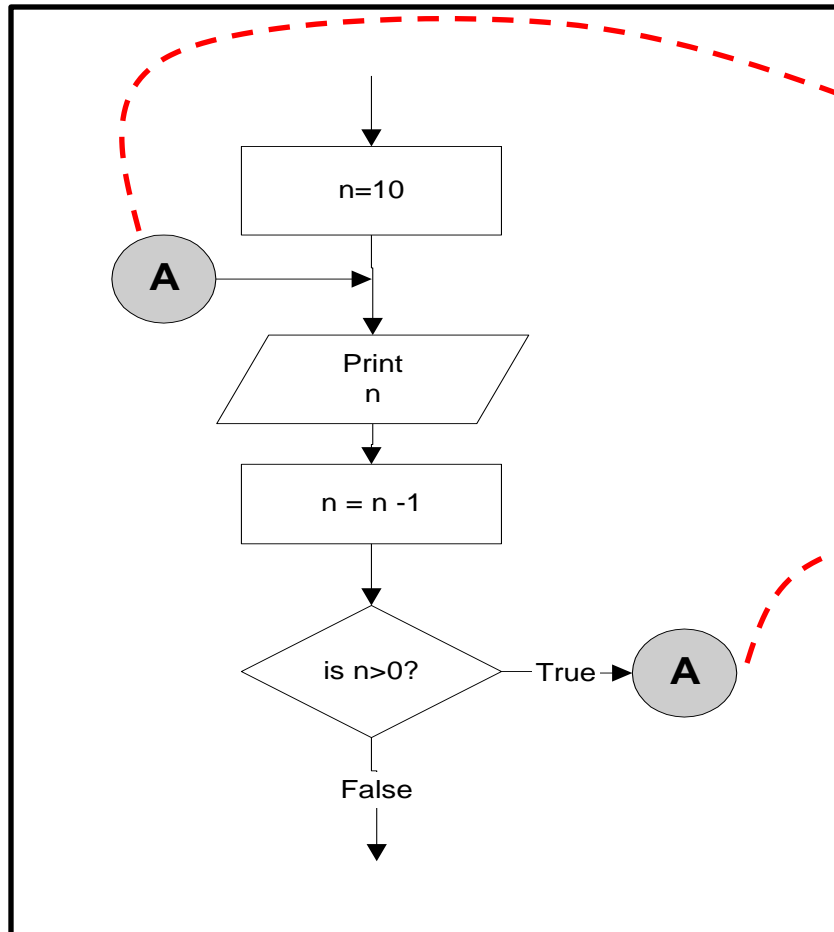 n=10
A
Print
n
n = n -1
is n>0?
True
A
False